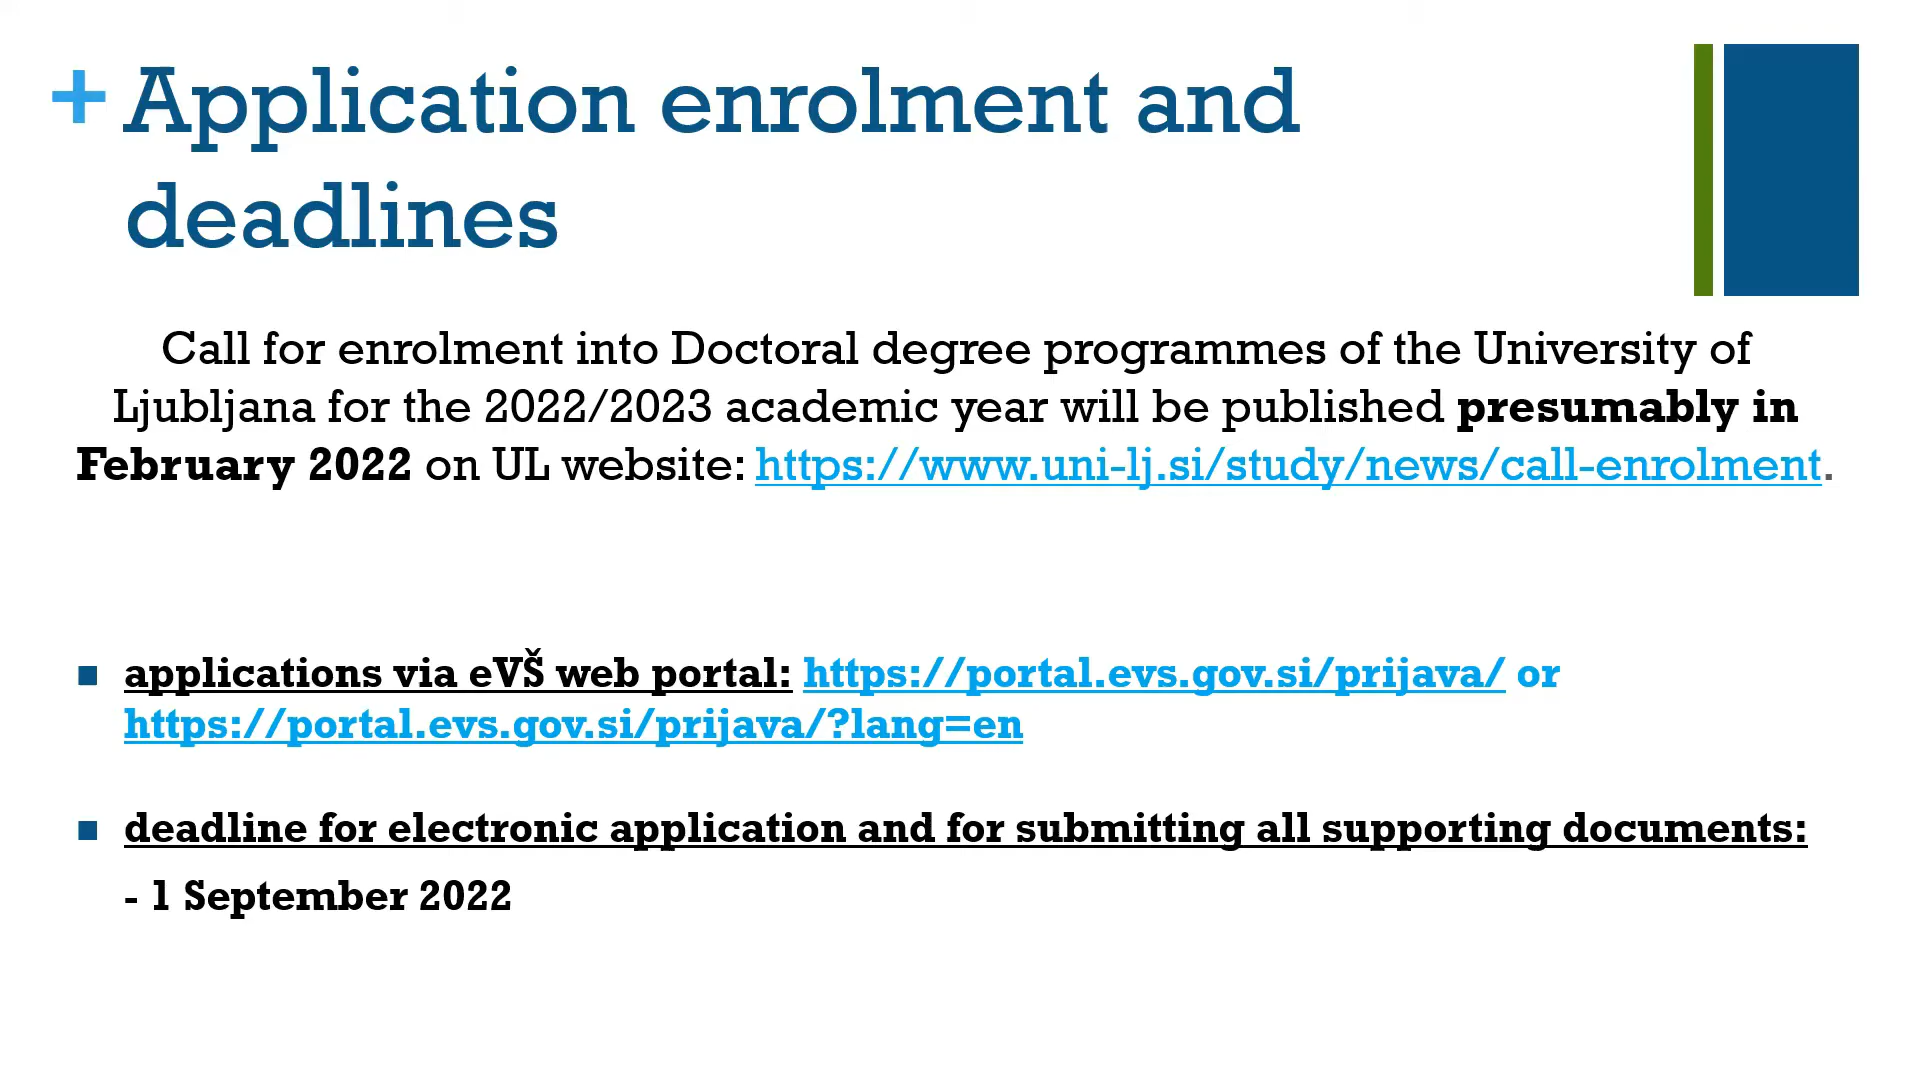 + Application enrolment and
deadlines
Call for enrolment into Doctoral degree programmes of the University of
Ljubljana for the 2022/2023 academic year will be published presumably in
February 2022 on UL website: https://www.uni-lj.si/study/news/call-enrolment.
■ applications via eVŠ web portal: https://portal.evs.gov.si/prijava/ or
https://portal.evs.gov.si/prijava/?lang=en
■ deadline for electronic application and for submitting all supporting documents:
- 1 September 2022